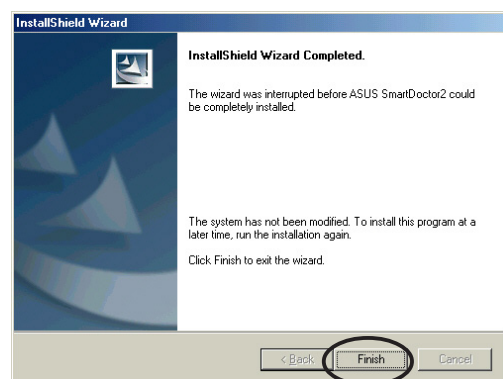 InstallShield Wizard
InstallShield Wizard Completed.
The wizard was interrupted before ASUS SmartDoctor2 could
be completely installed.
The system has not been modified. To install this program at a
later time, run the installation again.
Click Finish to exit the wizard.
< Back Finish Cancel